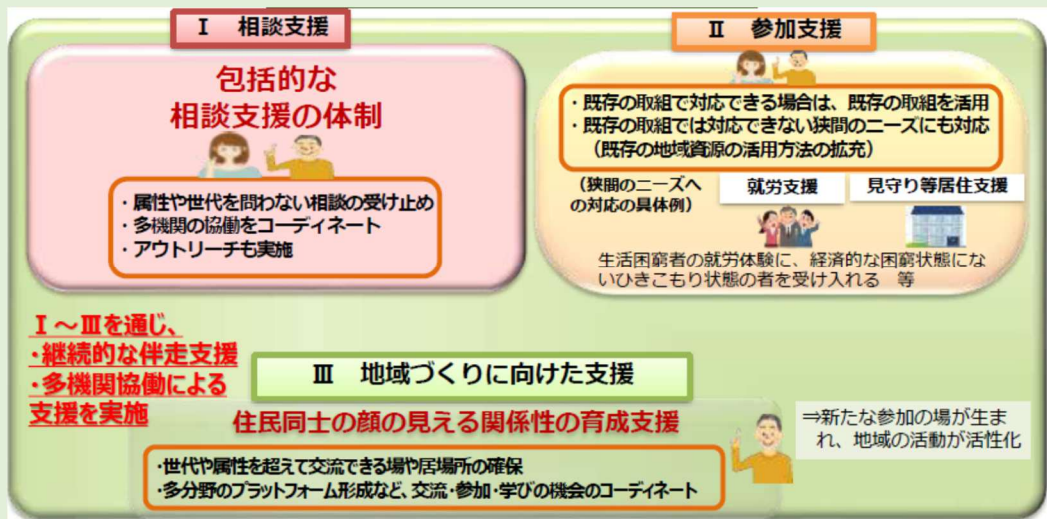 Ⅰ 相談支援
包括的な
相談支援の体制
・属性や世代を問わない相談の受け止め
・多機関の協働をコーディネート
・アウトリーチも実施
Ⅱ 参加支援
・既存の取組で対応できる場合は、既存の取組を活用
・既存の取組では対応できない狭間のニーズにも対応
（既存の地域資源の活用方法の拡充）
（狭間のニーズへ
の対応の具体例）
就労支援
見守り等居住支援
生活困窮者の就労体験に、経済的な困窮状態にな
いひきこもり状態の者を受け入れる 等
Ⅰ～Ⅲを通じ、
・継続的な伴走支援
・多機関協働による
支援を実施
Ⅲ 地域づくりに向けた支援
住民同士の顔の見える関係性の育成支援
・世代や属性を超えて交流できる場や居場所の確保
・多分野のプラットフォーム形成など、交流・参加・学びの機会のコーディネート
⇒新たな参加の場が生ま
れ、地域の活動が活性化